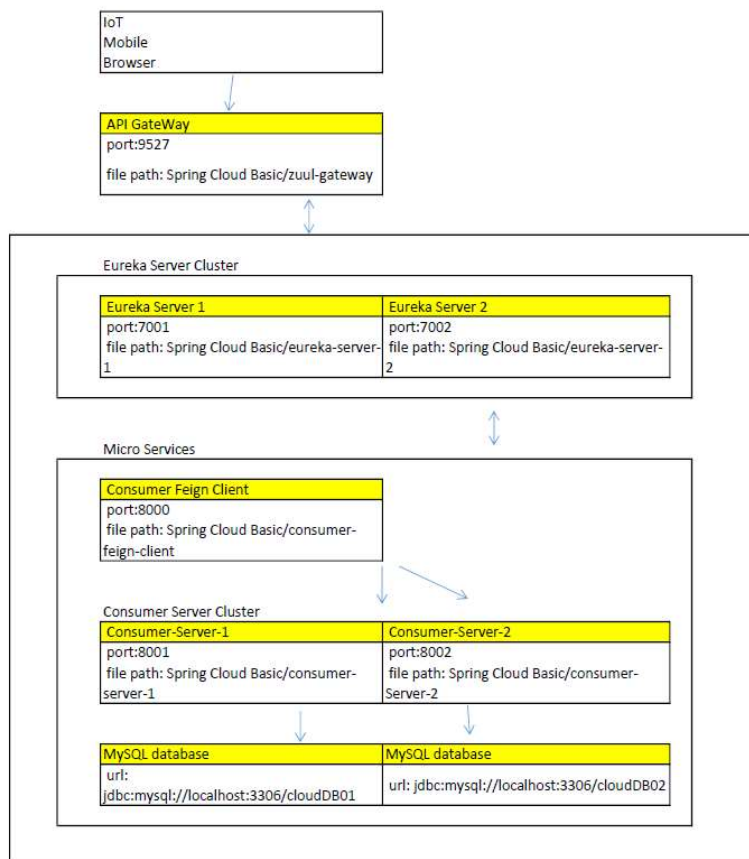 IoT
Mobile
Browser
API GateWay
port:9527
file path: Spring Cloud Basic/zuul-gateway
Eureka Server Cluster
Eureka Server 1
port:7001
file path: Spring Cloud Basic/eureka-server-
1
Eureka Server 2
port:7002
file path: Spring Cloud Basic/eureka-server-
2
Micro Services
Consumer Feign Client
port:8000
file path: Spring Cloud Basic/consumer-
feign-client
Consumer Server Cluster
Consumer-Server-1
port:8001
file path: Spring Cloud Basic/consumer-
server-1
Consumer-Server-2
port:8002
file path: Spring Cloud Basic/consumer-
Server-2
MySQL database
url:
jdbc:mysql://localhost:3306/cloudDB01
MySQL database
url: jdbc:mysql://localhost:3306/cloudDB02